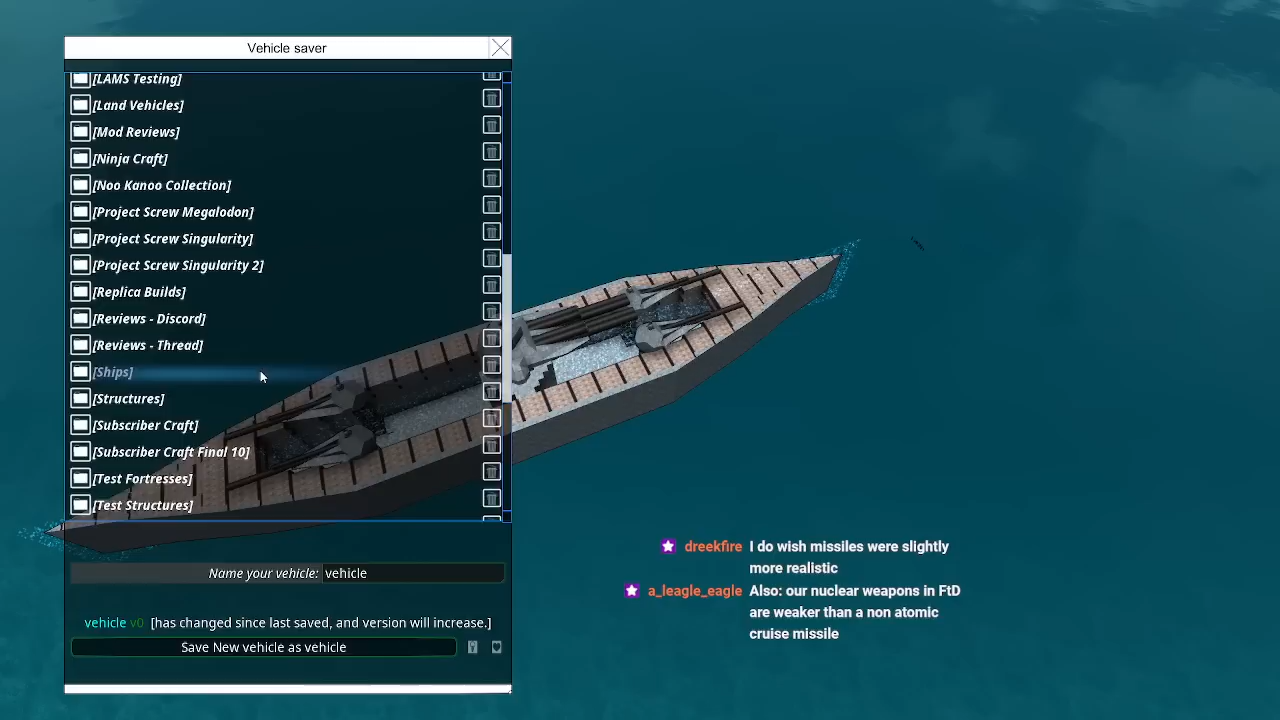 Vehicle saver
[LAMS Testing]
[Land Vehicles]
[Mod Reviews]
[Ninja Craft]
[Noo Kanoo Collection]
[Project Screw Megalodon]
[Project Screw Singularity]
[Project Screw Singularity 2]
[Replica Builds]
[Reviews - Discord]
[Reviews - Thread]
[Ships]
[Structures]
[Subscriber Craft]
[Subscriber Craft Final 10]
[Test Fortresses]
[Test Structures]
Name your vehicle: vehicle
vehicle v0 [has changed since last saved, and version will increase.]
Save New vehicle as vehicle
dreekfire I do wish missiles were slightly
more realistic
a_leagle_eagle Also: our nuclear weapons in FtD
are weaker than a non atomic
cruise missile